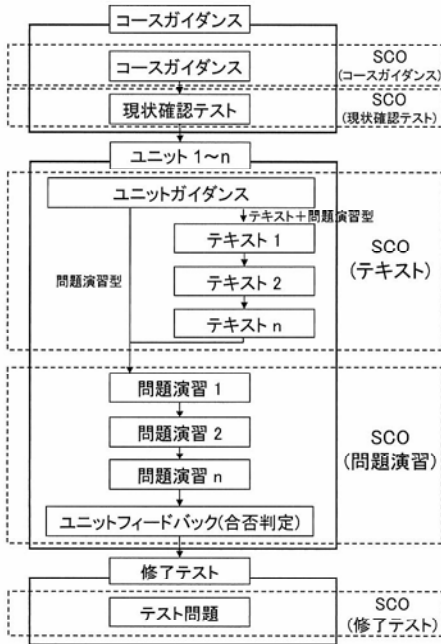 コースガイダンス
コースガイダンス
SCO
(コースガイダンス)
現状確認テスト
SCO
(現状確認テスト)
ユニット 1～n
ユニットガイダンス
テキスト＋問題演習型
テキスト 1
問題演習型
テキスト 2
テキスト n
SCO
(テキスト)
問題演習 1
問題演習 2
問題演習 n
ユニットフィードバック(合否判定)
SCO
(問題演習)
修了テスト
テスト問題
SCO
(修了テスト)